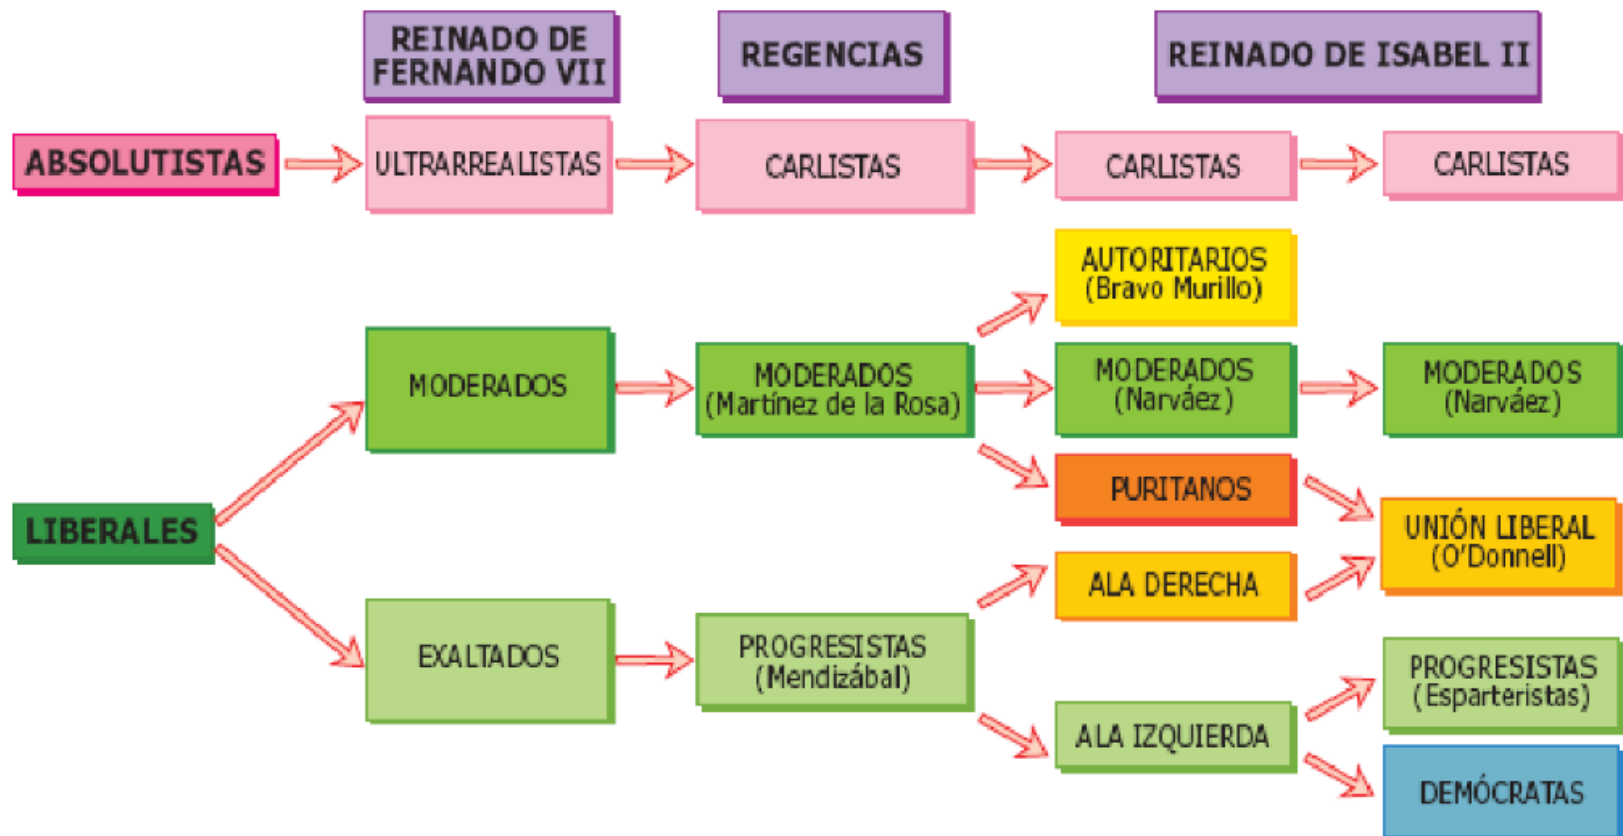 REINADO DE
FERNANDO VII
REGENCIAS
REINADO DE ISABEL II
ABSOLUTISTAS
ULTRARREALISTAS
CARLISTAS
CARLISTAS
CARLISTAS
AUTORITARIOS
(Bravo Murillo)
MODERADOS
MODERADOS
(Martínez de la Rosa)
MODERADOS
(Narváez)
MODERADOS
(Narváez)
PURITANOS
LIBERALES
UNIÓN LIBERAL
(O'Donnell)
ALA DERECHA
EXALTADOS
PROGRESISTAS
(Mendizábal)
PROGRESISTAS
(Esparteristas)
ALA IZQUIERDA
DEMÓCRATAS